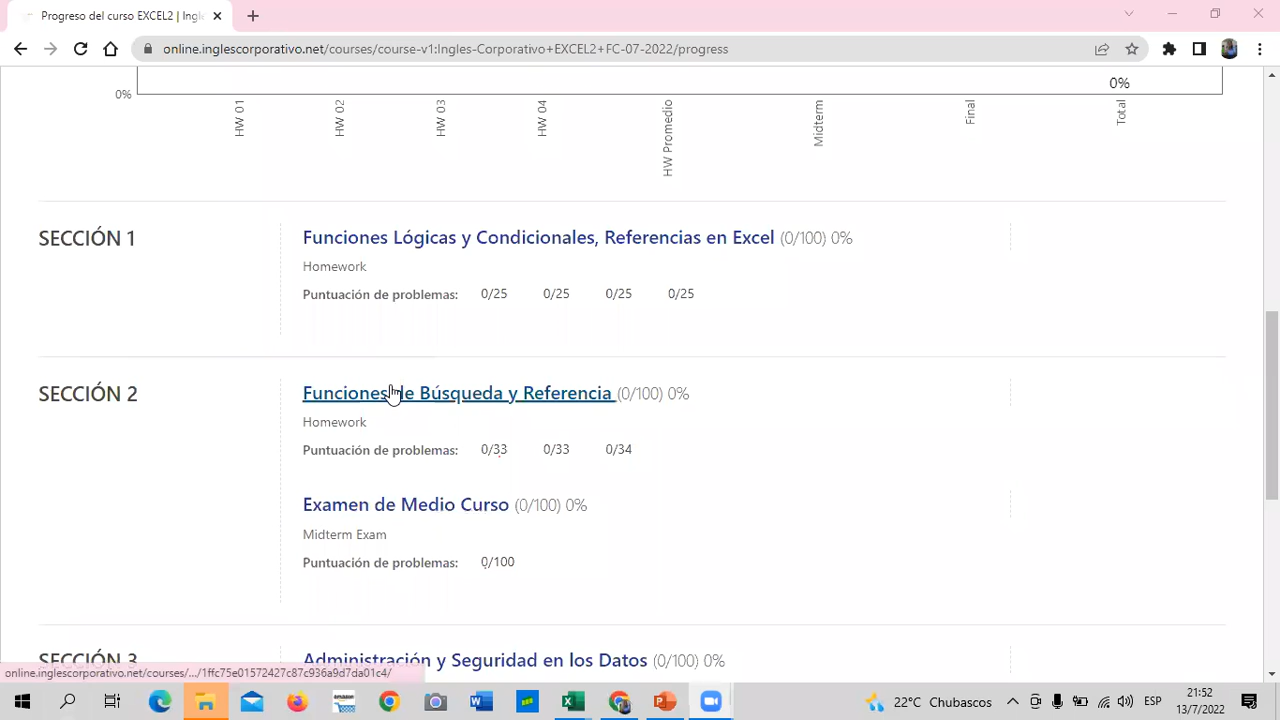 Progreso del curso EXCEL2 | Ingl
online.inglescorporativo.net/courses/course-v1:Ingles-Corporativo+EXCEL2+FC-07-2022/progress
0%
0%
HW 01
HW 02
HW 03
HW 04
HW Promedio
Midterm
Final
Total
SECCIÓN 1
Funciones Lógicas y Condicionales, Referencias en Excel (0/100) 0%
Homework
Puntuación de problemas: 0/25 0/25 0/25 0/25
SECCIÓN 2
Funciones de Búsqueda y Referencia (0/100) 0%
Homework
Puntuación de problemas: 0/33 0/33 0/34
Examen de Medio Curso (0/100) 0%
Midterm Exam
Puntuación de problemas: 0/100
SECCIÓN 3
Administración y Seguridad en los Datos (0/100) 0%
online.inglescorporativo.net/courses/.../1ffc75e01572427c87c936a9d7da01c4/
amazon
22°C Chubascos
ESP
21:52
13/7/2022